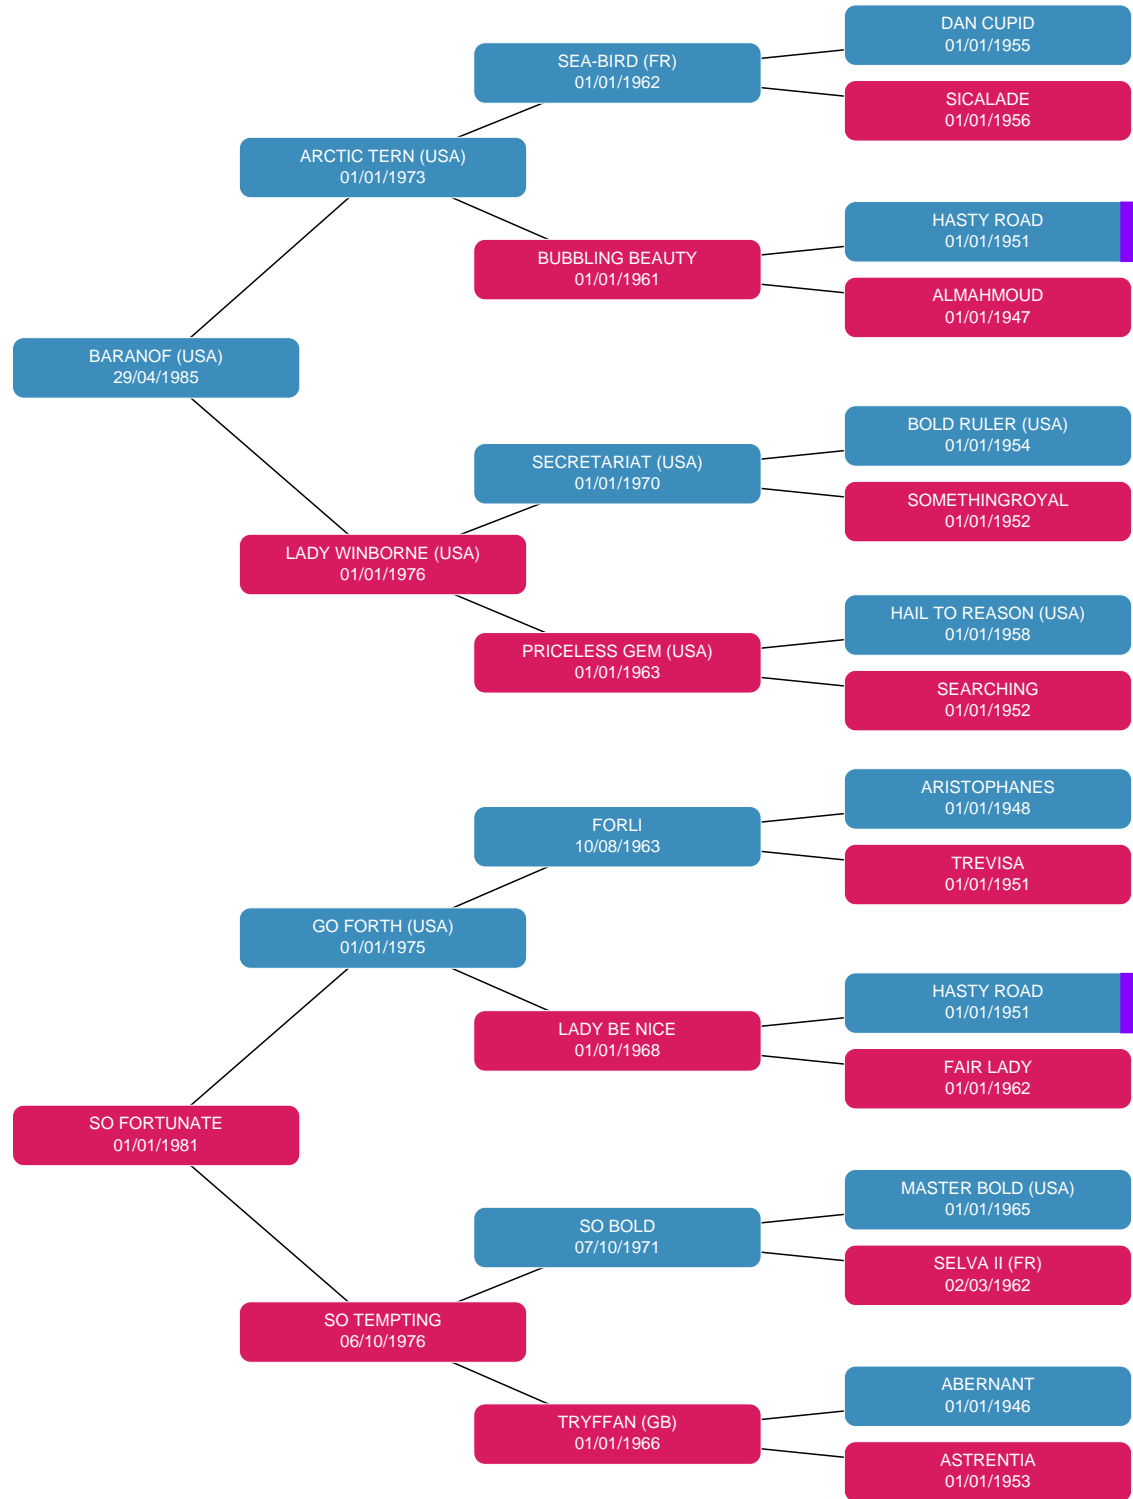 DAN CUPID
01/01/1955
SEA-BIRD (FR)
01/01/1962
SICALADE
01/01/1956
ARCTIC TERN (USA)
01/01/1973
HASTY ROAD
01/01/1951
BUBBLING BEAUTY
01/01/1961
ALMAHMOUD
01/01/1947
BARANOF (USA)
29/04/1985
BOLD RULER (USA)
01/01/1954
SECRETARIAT (USA)
01/01/1970
SOMETHINGROYAL
01/01/1952
LADY WINBORNE (USA)
01/01/1976
HAIL TO REASON (USA)
01/01/1958
PRICELESS GEM (USA)
01/01/1963
SEARCHING
01/01/1952
ARISTOPHANES
01/01/1948
FORLI
10/08/1963
TREVISA
01/01/1951
GO FORTH (USA)
01/01/1975
HASTY ROAD
01/01/1951
LADY BE NICE
01/01/1968
FAIR LADY
01/01/1962
SO FORTUNATE
01/01/1981
MASTER BOLD (USA)
01/01/1965
SO BOLD
07/10/1971
SELVA II (FR)
02/03/1962
SO TEMPTING
06/10/1976
ABERNANT
01/01/1946
TRYFFAN (GB)
01/01/1966
ASTRENTIA
01/01/1953